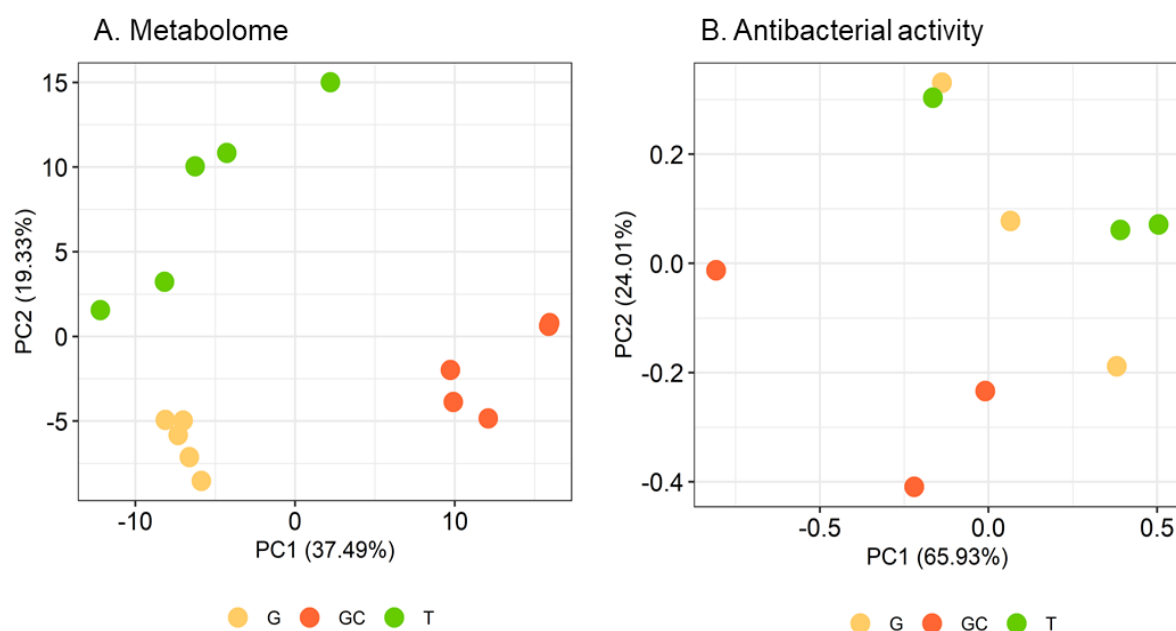 A. Metabolome
15
10
5
0
-5
PC2 (19.33%)
-10
0
10
PC1 (37.49%)
G
GC
T
B. Antibacterial activity
0.2
0.0
-0.2
-0.4
PC2 (24.01%)
-0.5
0.0
0.5
PC1 (65.93%)
G
GC
T